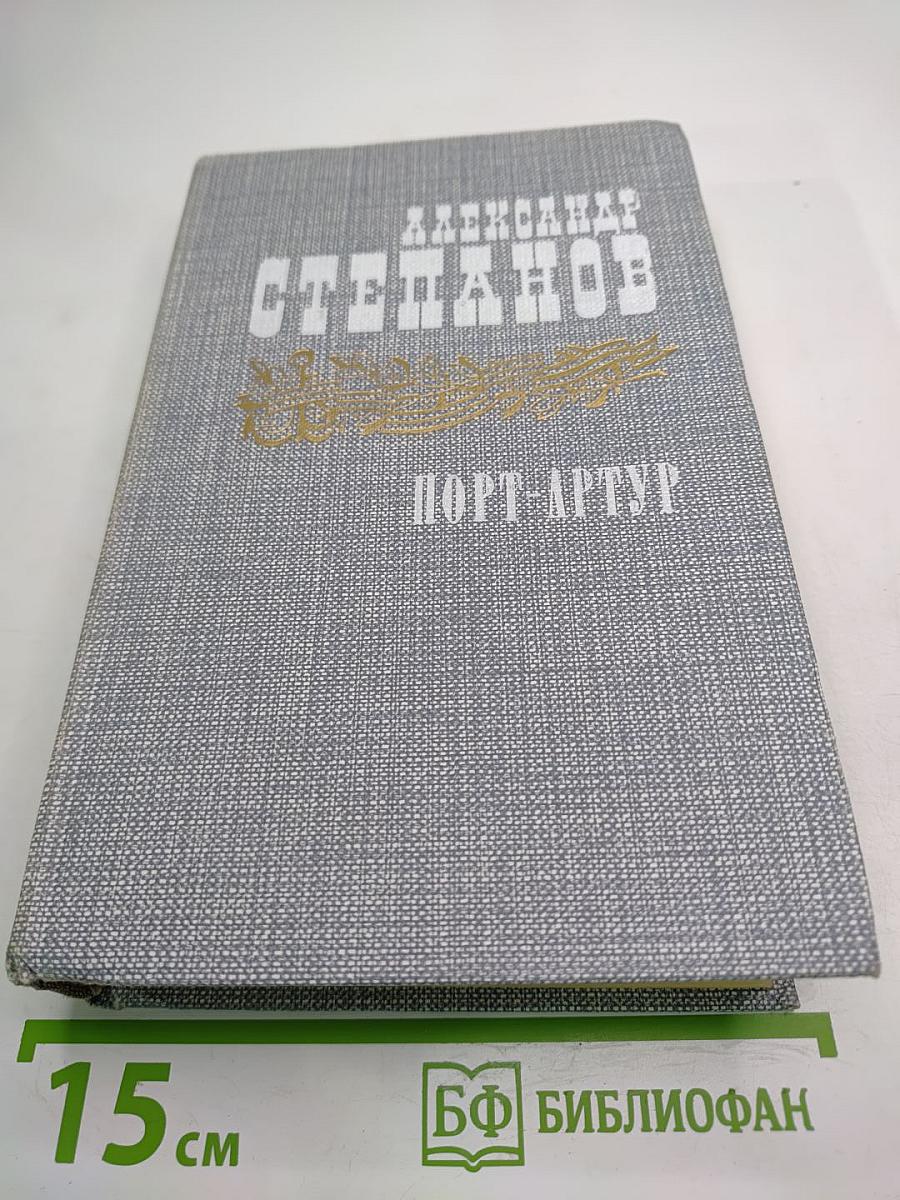 АЛЕКСАНДР
СТЕПАНОВ
ПОРТ-АРТУР
15 см
БФ БИБЛИОФАН